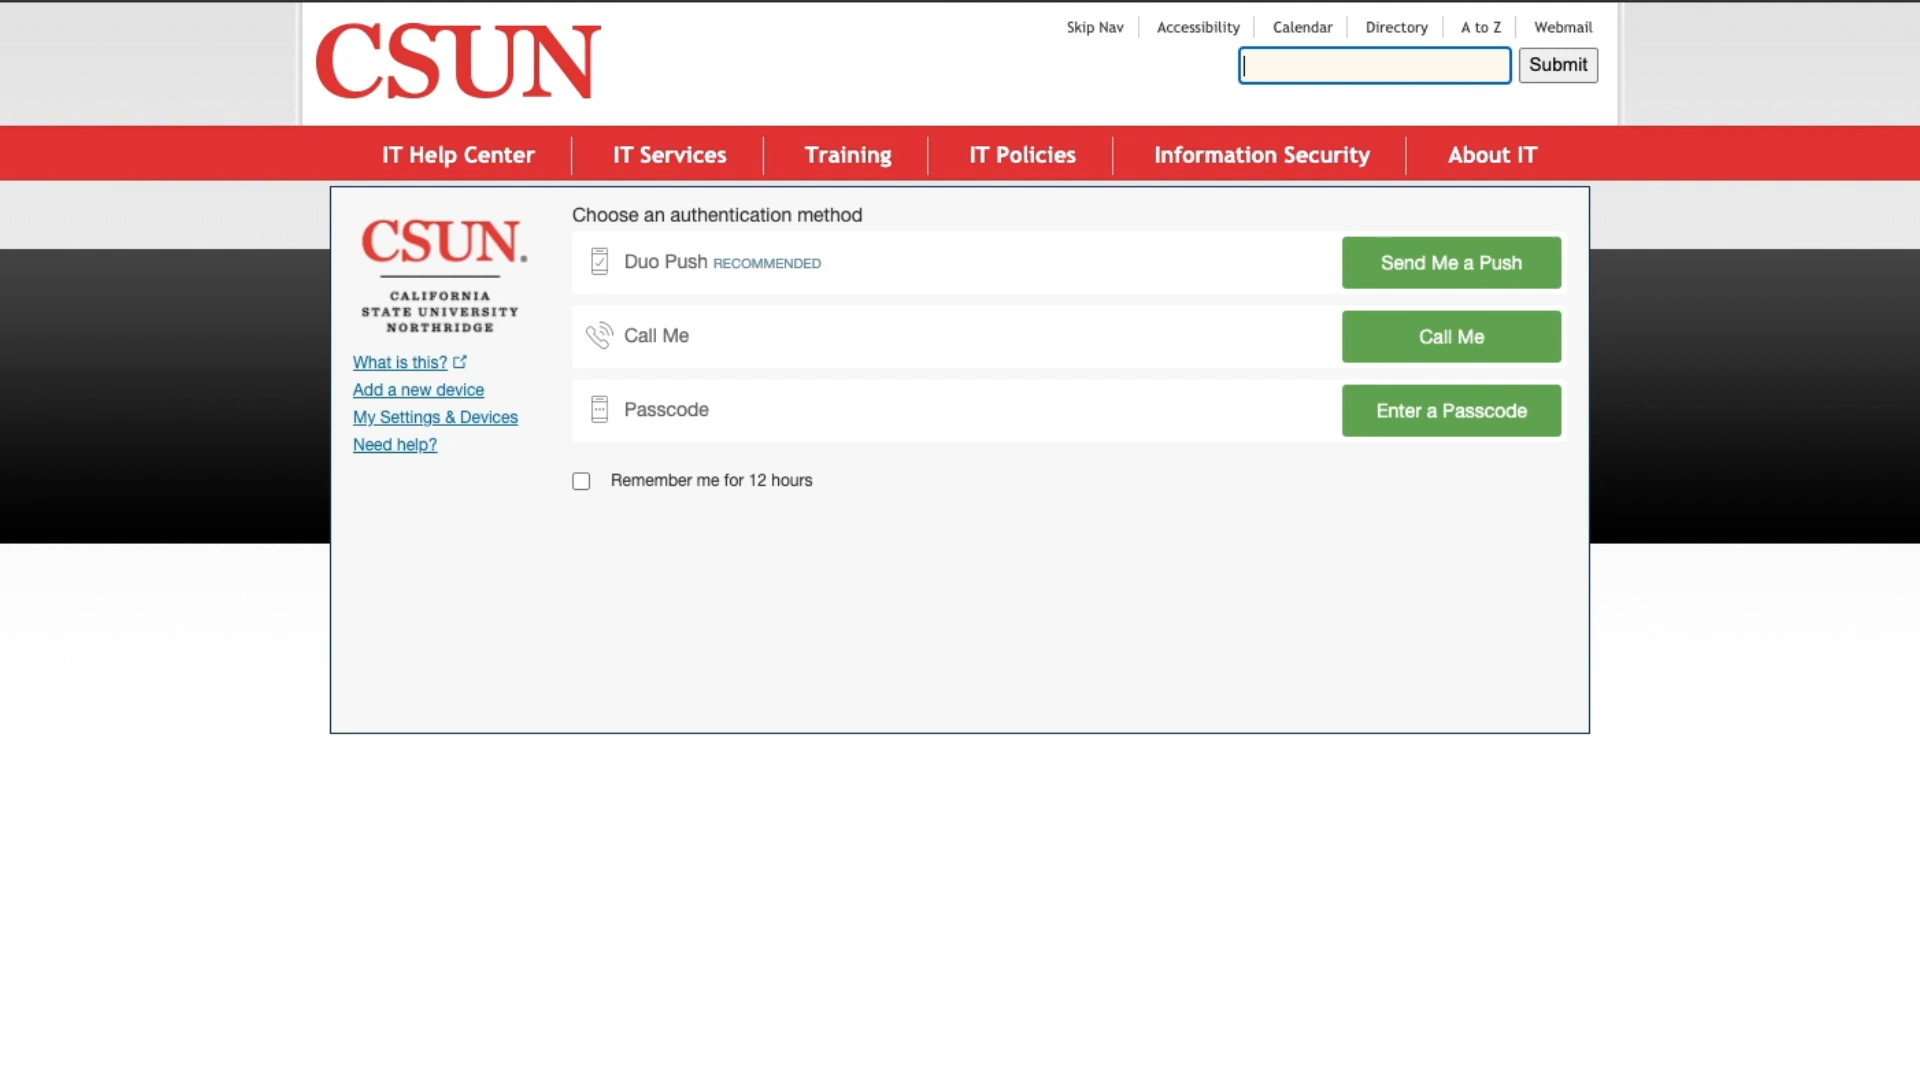 CSUN
Skip Nav
Accessibility
Calendar
Directory
A to Z
Webmail
Submit
IT Help Center
IT Services
Training
IT Policies
Information Security
About IT
CSUN.
CALIFORNIA
STATE UNIVERSITY
NORTHRIDGE
What is this?
Add a new device
My Settings & Devices
Need help?
Choose an authentication method
Duo Push RECOMMENDED
Send Me a Push
Call Me
Call Me
Passcode
Enter a Passcode
Remember me for 12 hours